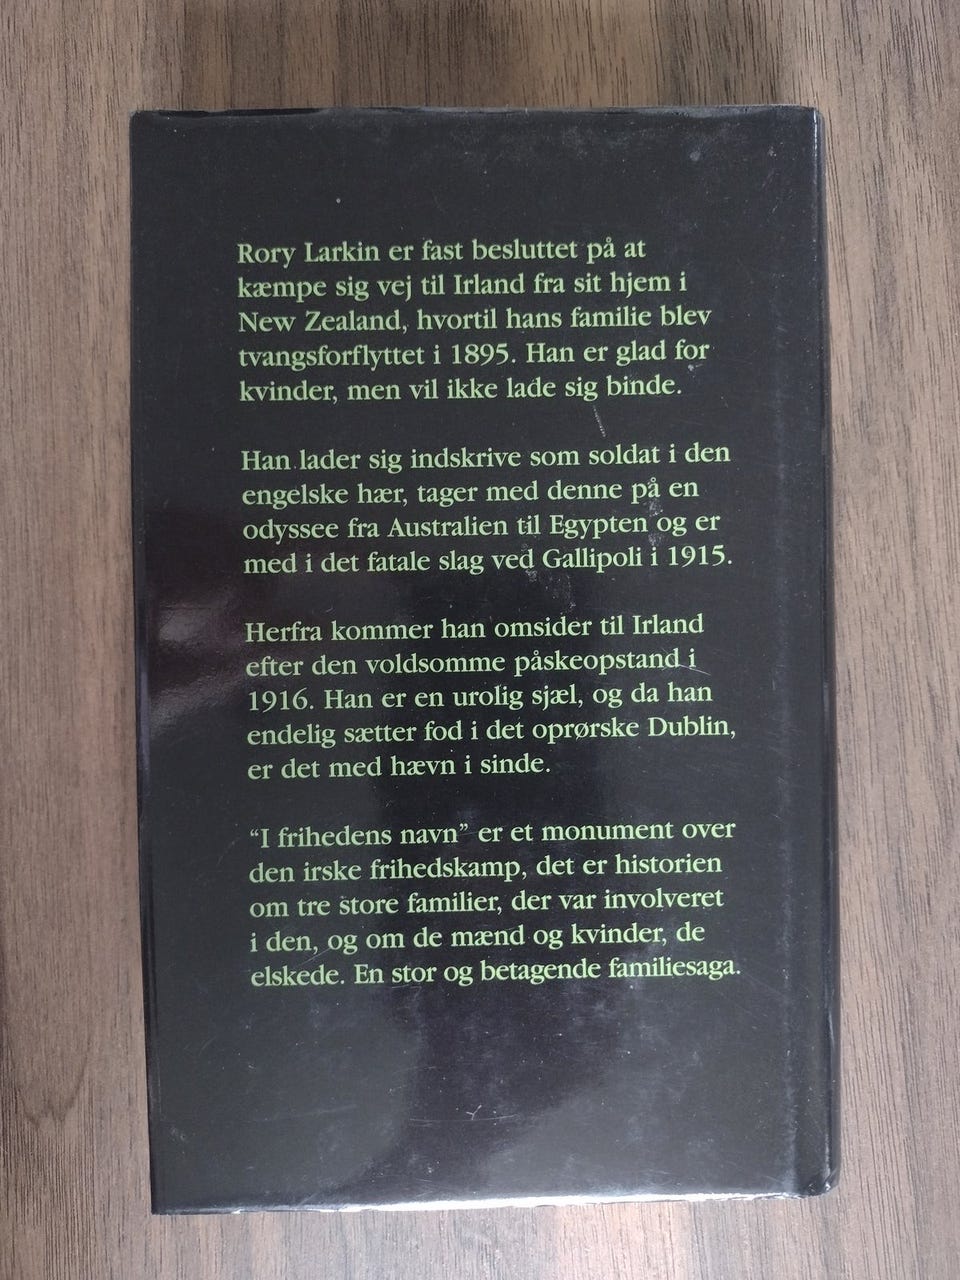 Rory Larkin er fast besluttet på at
kæmpe sig vej til Irland fra sit hjem i
New Zealand, hvortil hans familie blev
tvangsforflyttet i 1895. Han er glad for
kvinder, men vil ikke lade sig binde.
Han lader sig indskrive som soldat i den
engelske hær, tager med denne på en
odyssee fra Australien til Egypten og er
med i det fatale slag ved Gallipoli i 1915.
Herfra kommer han omsider til Irland
efter den voldsomme påskeopstand i
1916. Han er en urolig sjæl, og da han
endelig sætter fod i det oprørske Dublin,
er det med hævn i sinde.
“I frihedens navn” er et monument over
den irske frihedskamp, det er historien
om tre store familier, der var involveret
i den, og om de mænd og kvinder, de
elskede. En stor og betagende familiesaga.